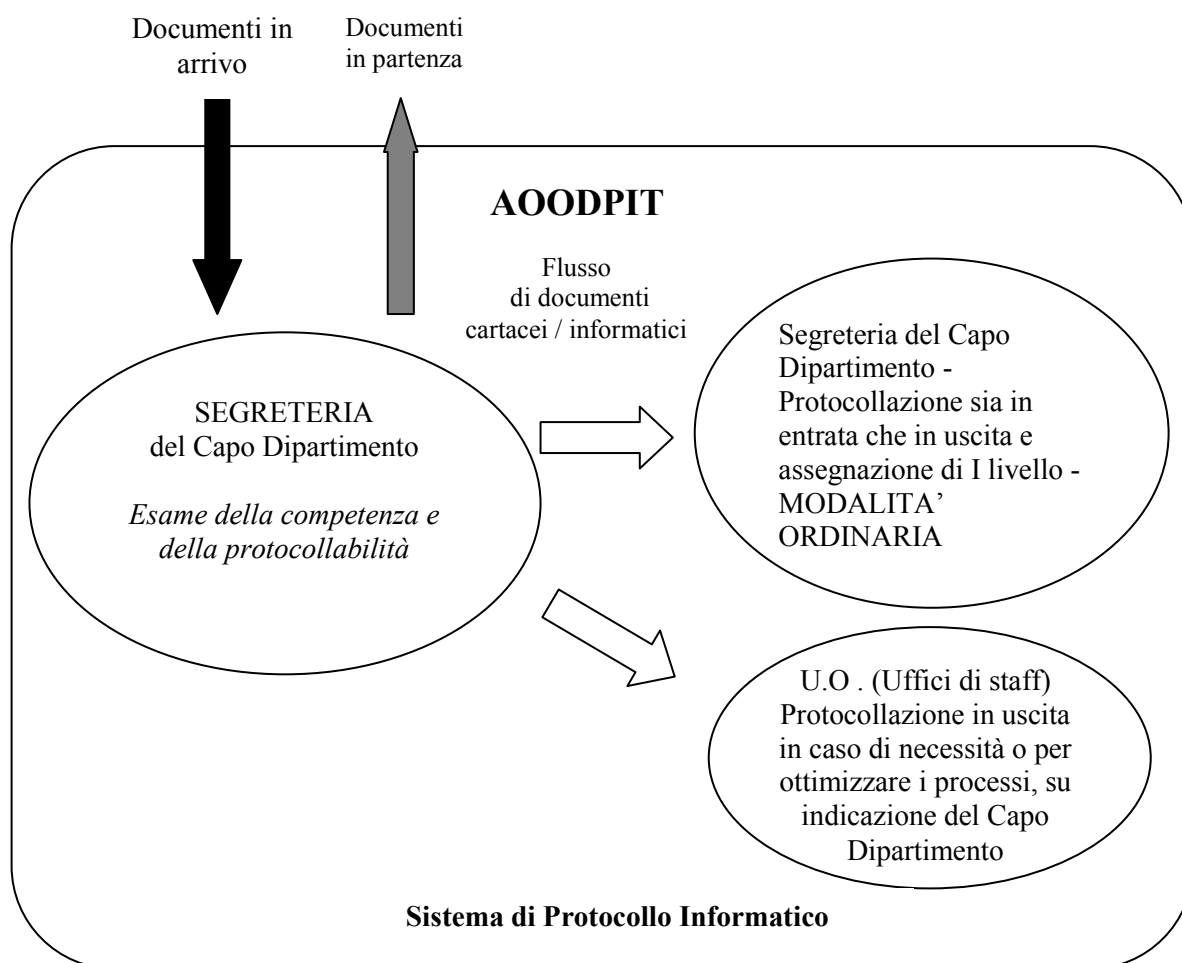 Documenti in
arrivo
Documenti
in partenza
AOODPIT
Flusso
di documenti
cartacei / informatici
SEGRETERIA
del Capo Dipartimento
Esame della competenza e
della protocollabilità
Segreteria del Capo
Dipartimento -
Protocollazione sia in
entrata che in uscita e
assegnazione di I livello -
MODALITA’
ORDINARIA
U.O . (Uffici di staff)
Protocollazione in uscita
in caso di necessità o per
ottimizzare i processi, su
indicazione del Capo
Dipartimento
Sistema di Protocollo Informatico